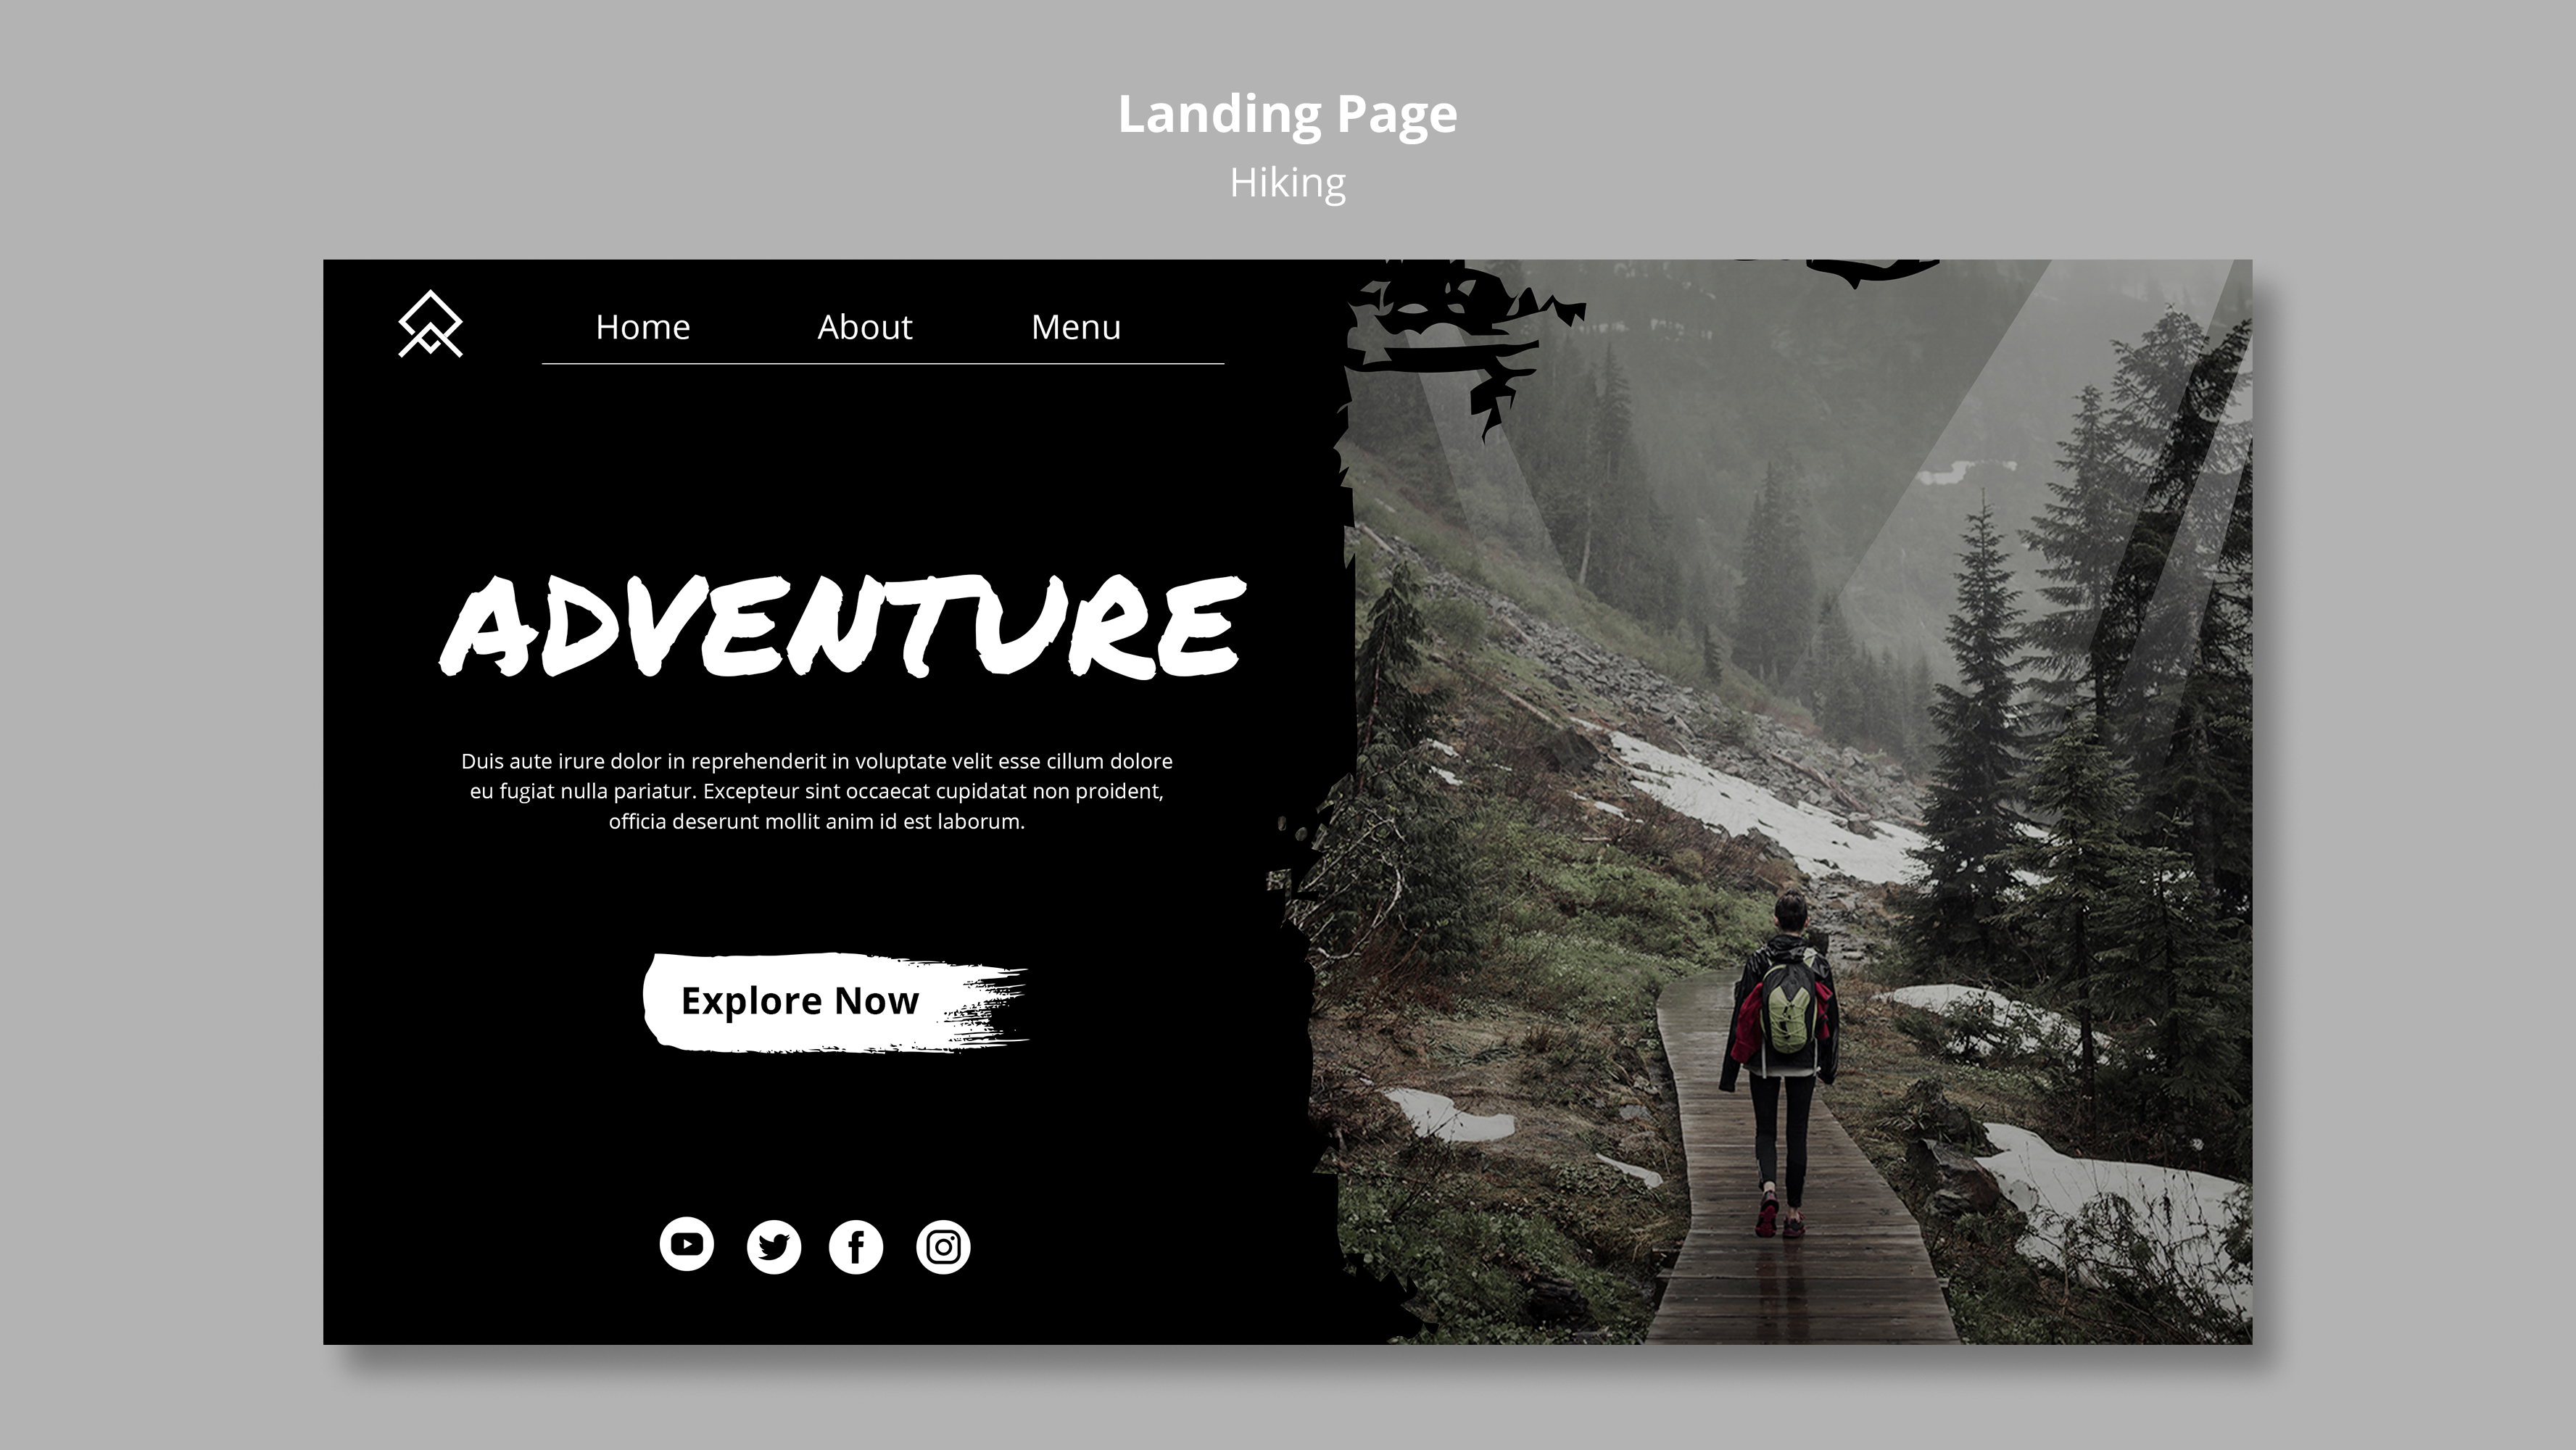 Landing Page
Hiking
Home About Menu
ADVENTURE
Duis aute irure dolor in reprehenderit in voluptate velit esse cillum dolore
eu fugiat nulla pariatur. Excepteur sint occaecat cupidatat non proident,
officia deserunt mollit anim id est laborum.
Explore Now